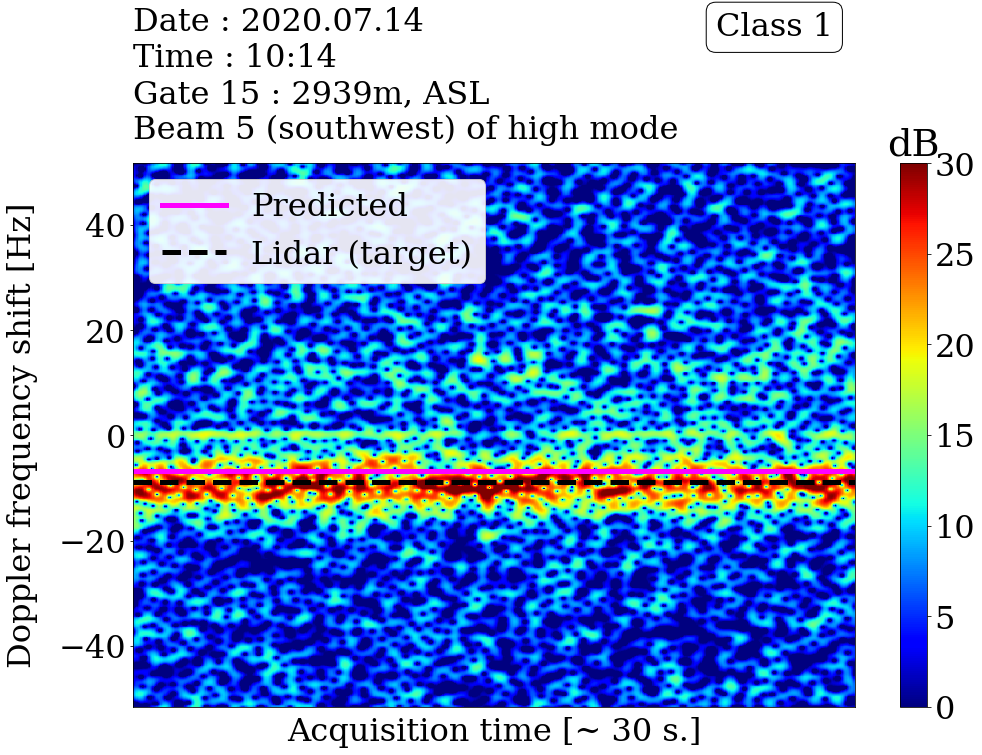 Date : 2020.07.14
Time : 10:14
Gate 15 : 2939m, ASL
Beam 5 (southwest) of high mode
Class 1
dB
Predicted
Lidar (target)
Doppler frequency shift [Hz]
40
20
0
−20
−40
30
25
20
15
10
5
0
Acquisition time [~ 30 s.]